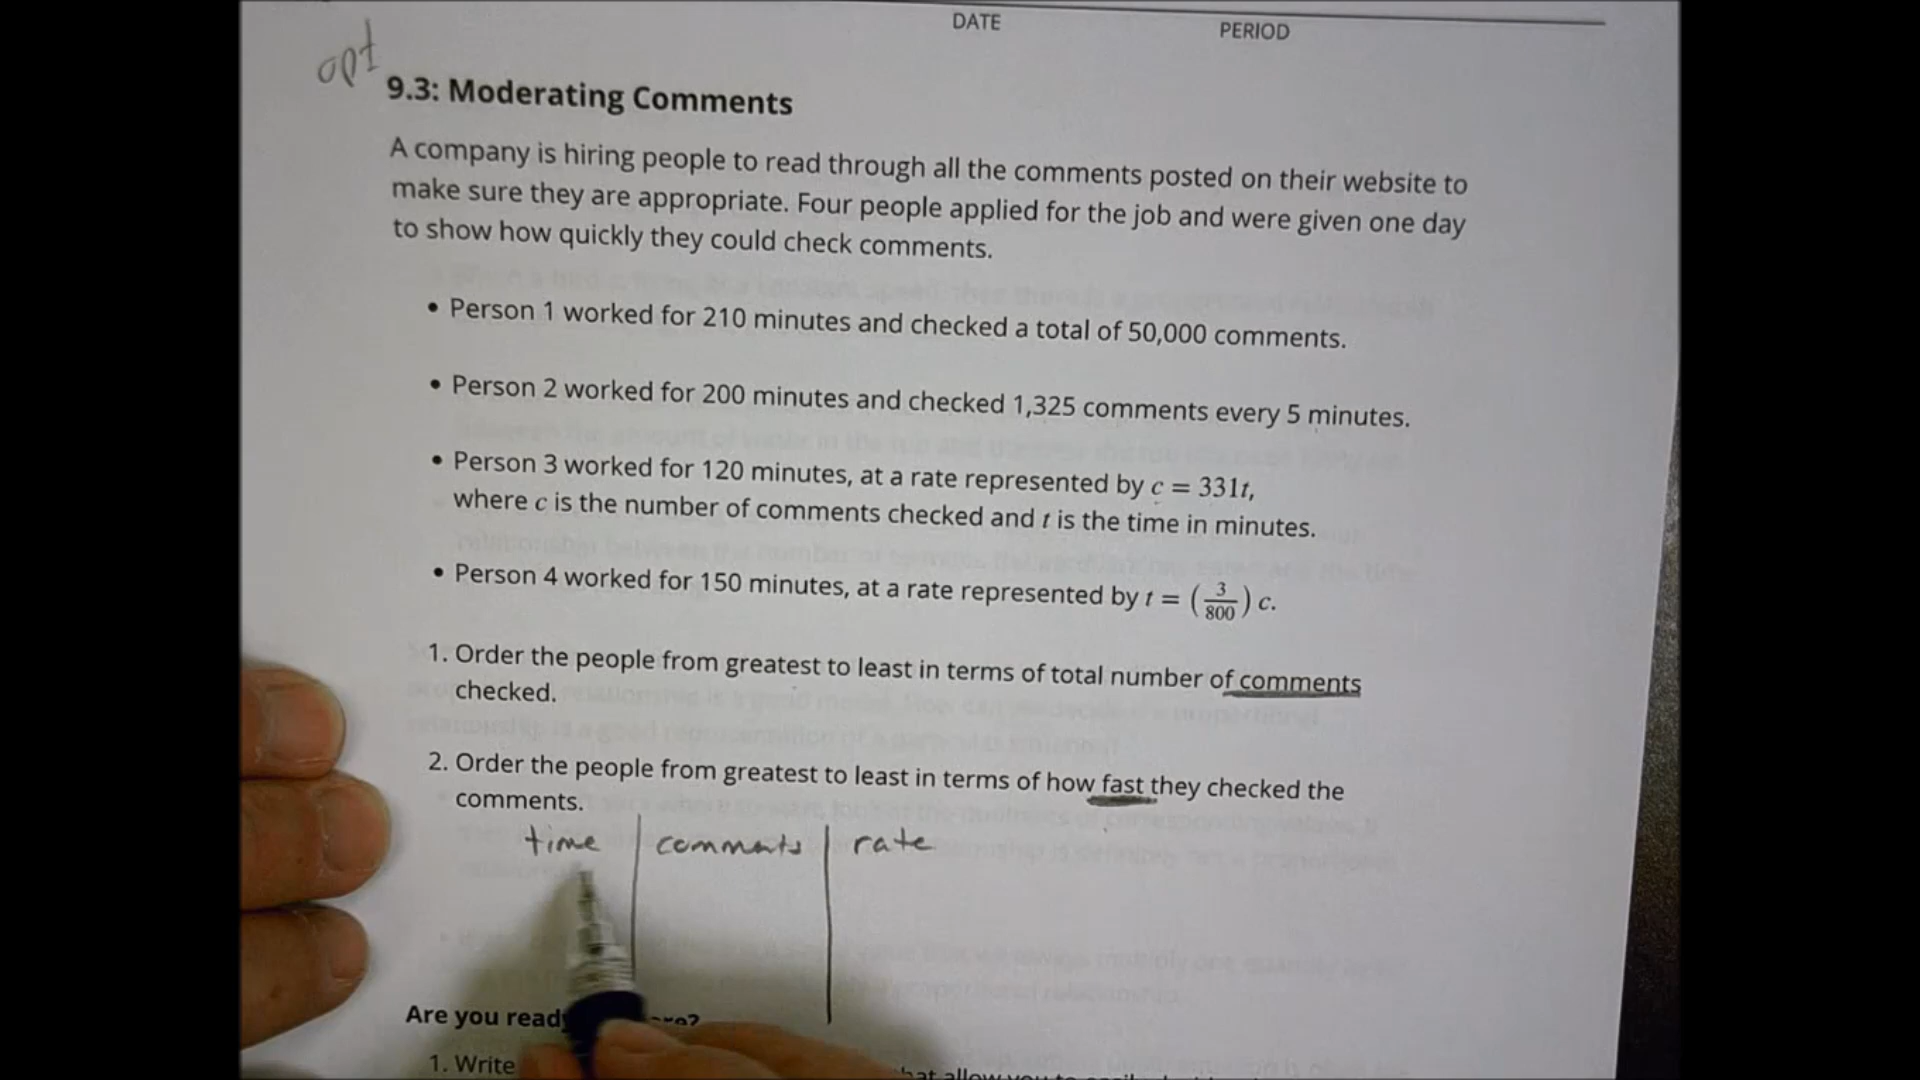 DATE PERIOD
opt
9.3: Moderating Comments
A company is hiring people to read through all the comments posted on their website to
make sure they are appropriate. Four people applied for the job and were given one day
to show how quickly they could check comments.
• Person 1 worked for 210 minutes and checked a total of 50,000 comments.
• Person 2 worked for 200 minutes and checked 1,325 comments every 5 minutes.
• Person 3 worked for 120 minutes, at a rate represented by c = 331t,
where c is the number of comments checked and t is the time in minutes.
• Person 4 worked for 150 minutes, at a rate represented by t = (3/800) c.
1. Order the people from greatest to least in terms of total number of comments
checked.
2. Order the people from greatest to least in terms of how fast they checked the
comments.
time comments rate
Are you ready
1. Write allow you to